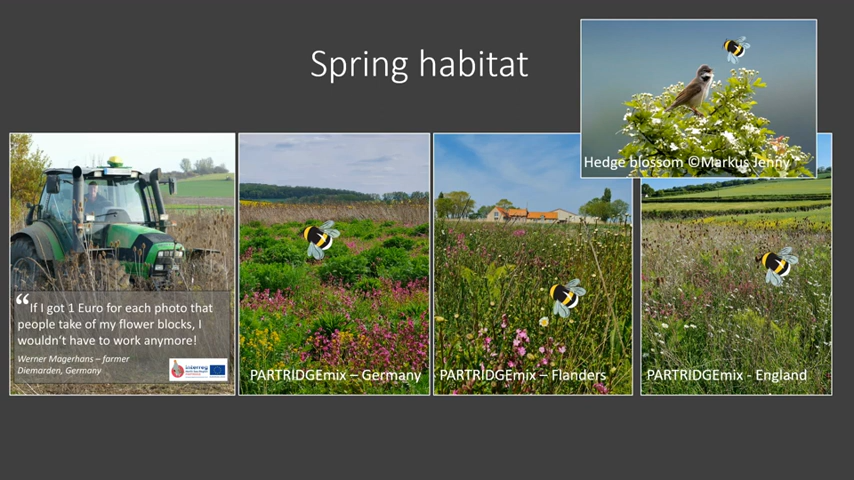 Spring habitat
Hedge blossom ©Markus Jenny
“If I got 1 Euro for each photo that
people take of my flower blocks, I
wouldn't have to work anymore!
Werner Magerhans – farmer
Diemarden, Germany
Interreg
PARTRIDGEmix – Germany
PARTRIDGEmix – Flanders
PARTRIDGEmix - England